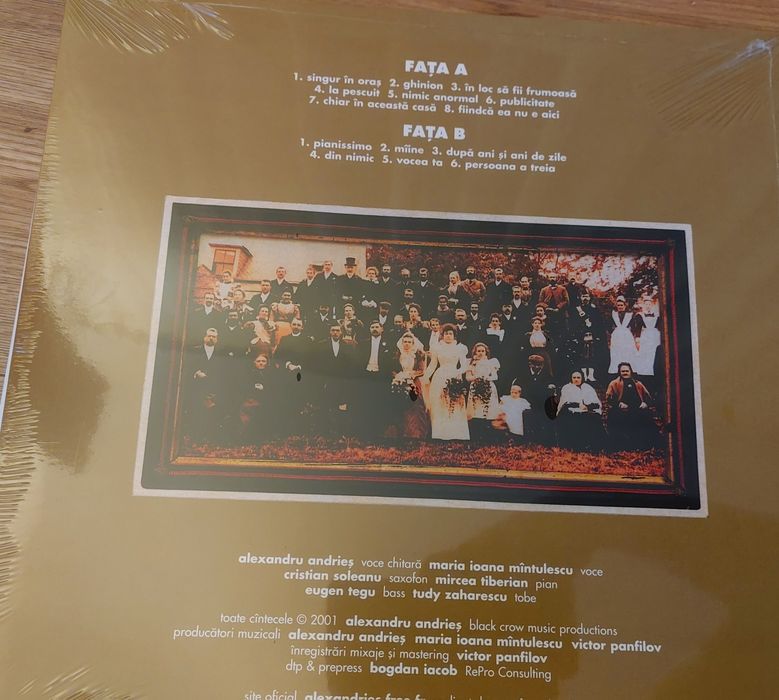 FAȚA A
1. singur în oraș 2. ghinion 3. în loc să fii frumoasă
4. la pescuit 5. nimic anormal 6. publicitate
7. chiar în această casă 8. fiindcă ea nu e aici
FAȚA B
1. pianissimo 2. mîine 3. după ani și ani de zile
4. din nimic 5. vocea ta 6. persoana a treia
alexandru andrieș voce chitară maria ioana mîntulescu voce
cristian soleanu saxofon mircea tiberian pian
eugen tegu bass tudy zaharescu tobe
toate cîntecele © 2001 alexandru andrieș black crow music productions
producători muzicali alexandru andrieș maria ioana mîntulescu victor panfilov
înregistrări mixaje și mastering victor panfilov
dtp & prepress bogdan iacob RePro Consulting
site oficial